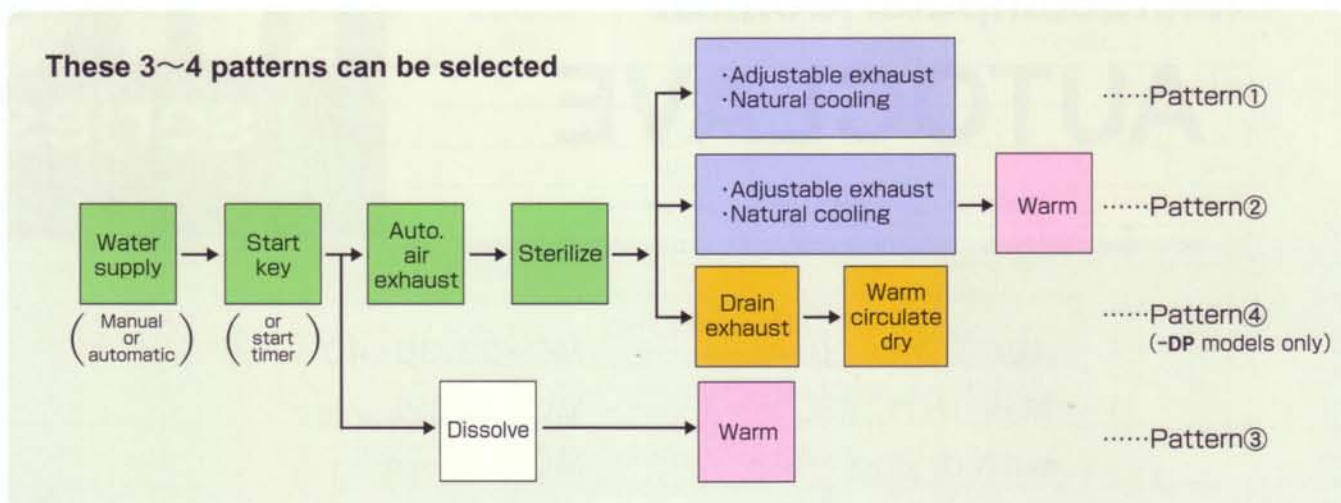 These 3～4 patterns can be selected
・Adjustable exhaust
・Natural cooling
……Pattern①
・Adjustable exhaust
・Natural cooling
Warm
……Pattern②
Water
supply
(Manual
or
automatic)
Start
key
(or
start
timer)
Auto.
air
exhaust
Sterilize
Drain
exhaust
Warm
circulate
dry
……Pattern④
(-DP models only)
Dissolve
Warm
……Pattern③
AUTOCLAVE